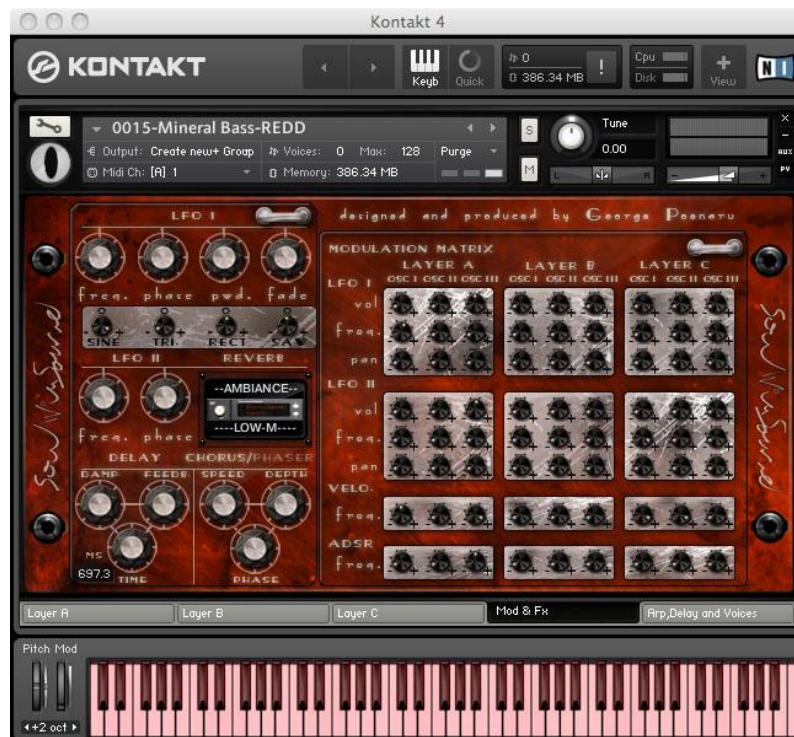 Kontakt 4
KONTAKT
Keyb
Quick
0
386.34 MB
!
Cpu
Disk
View
NI
0015-Mineral Bass-REDD
Output: Create new+ Group Voices: 0 Max: 128 Purge
Midi Ch: [A] 1 Memory: 386.34 MB
S
M
Tune
0.00
L R
- +
AUX
PV
LFO I
designed and produced by George Poenaru
freq. phase pwd. fade
SINE TRI. RECT SAW
LFO II REVERB
--AMBIANCE--
----LOW-M----
freq. phase
DELAY CHORUS/PHASER
DAMP. FEEDB. SPEED DEPTH
MS
697.3 TIME PHASE
MODULATION MATRIX
LAYER A LAYER B LAYER C
LFO I OSC I OSC II OSC III OSC I OSC II OSC III OSC I OSC II OSC III
vol
freq.
pan
LFO II
vol
freq.
pan
VELO.
freq.
ADSR
freq.
Layer A
Layer B
Layer C
Mod & Fx
Arp,Delay and Voices
Pitch Mod
+2 oct